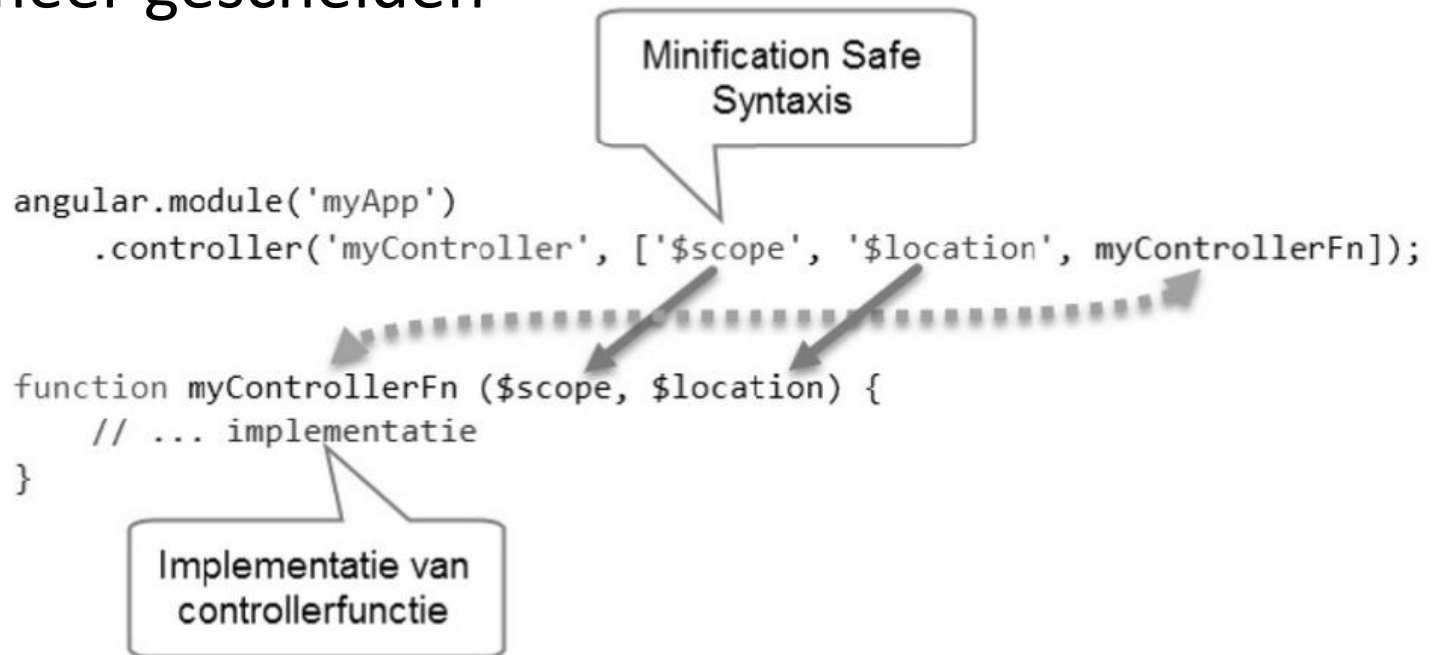 gescheiden
Minification Safe
Syntaxis
angular.module('myApp')
.controller('myController', ['$scope', '$location', myControllerFn]);
function myControllerFn ($scope, $location) {
// ... implementatie
}
Implementatie van
controllerfunctie